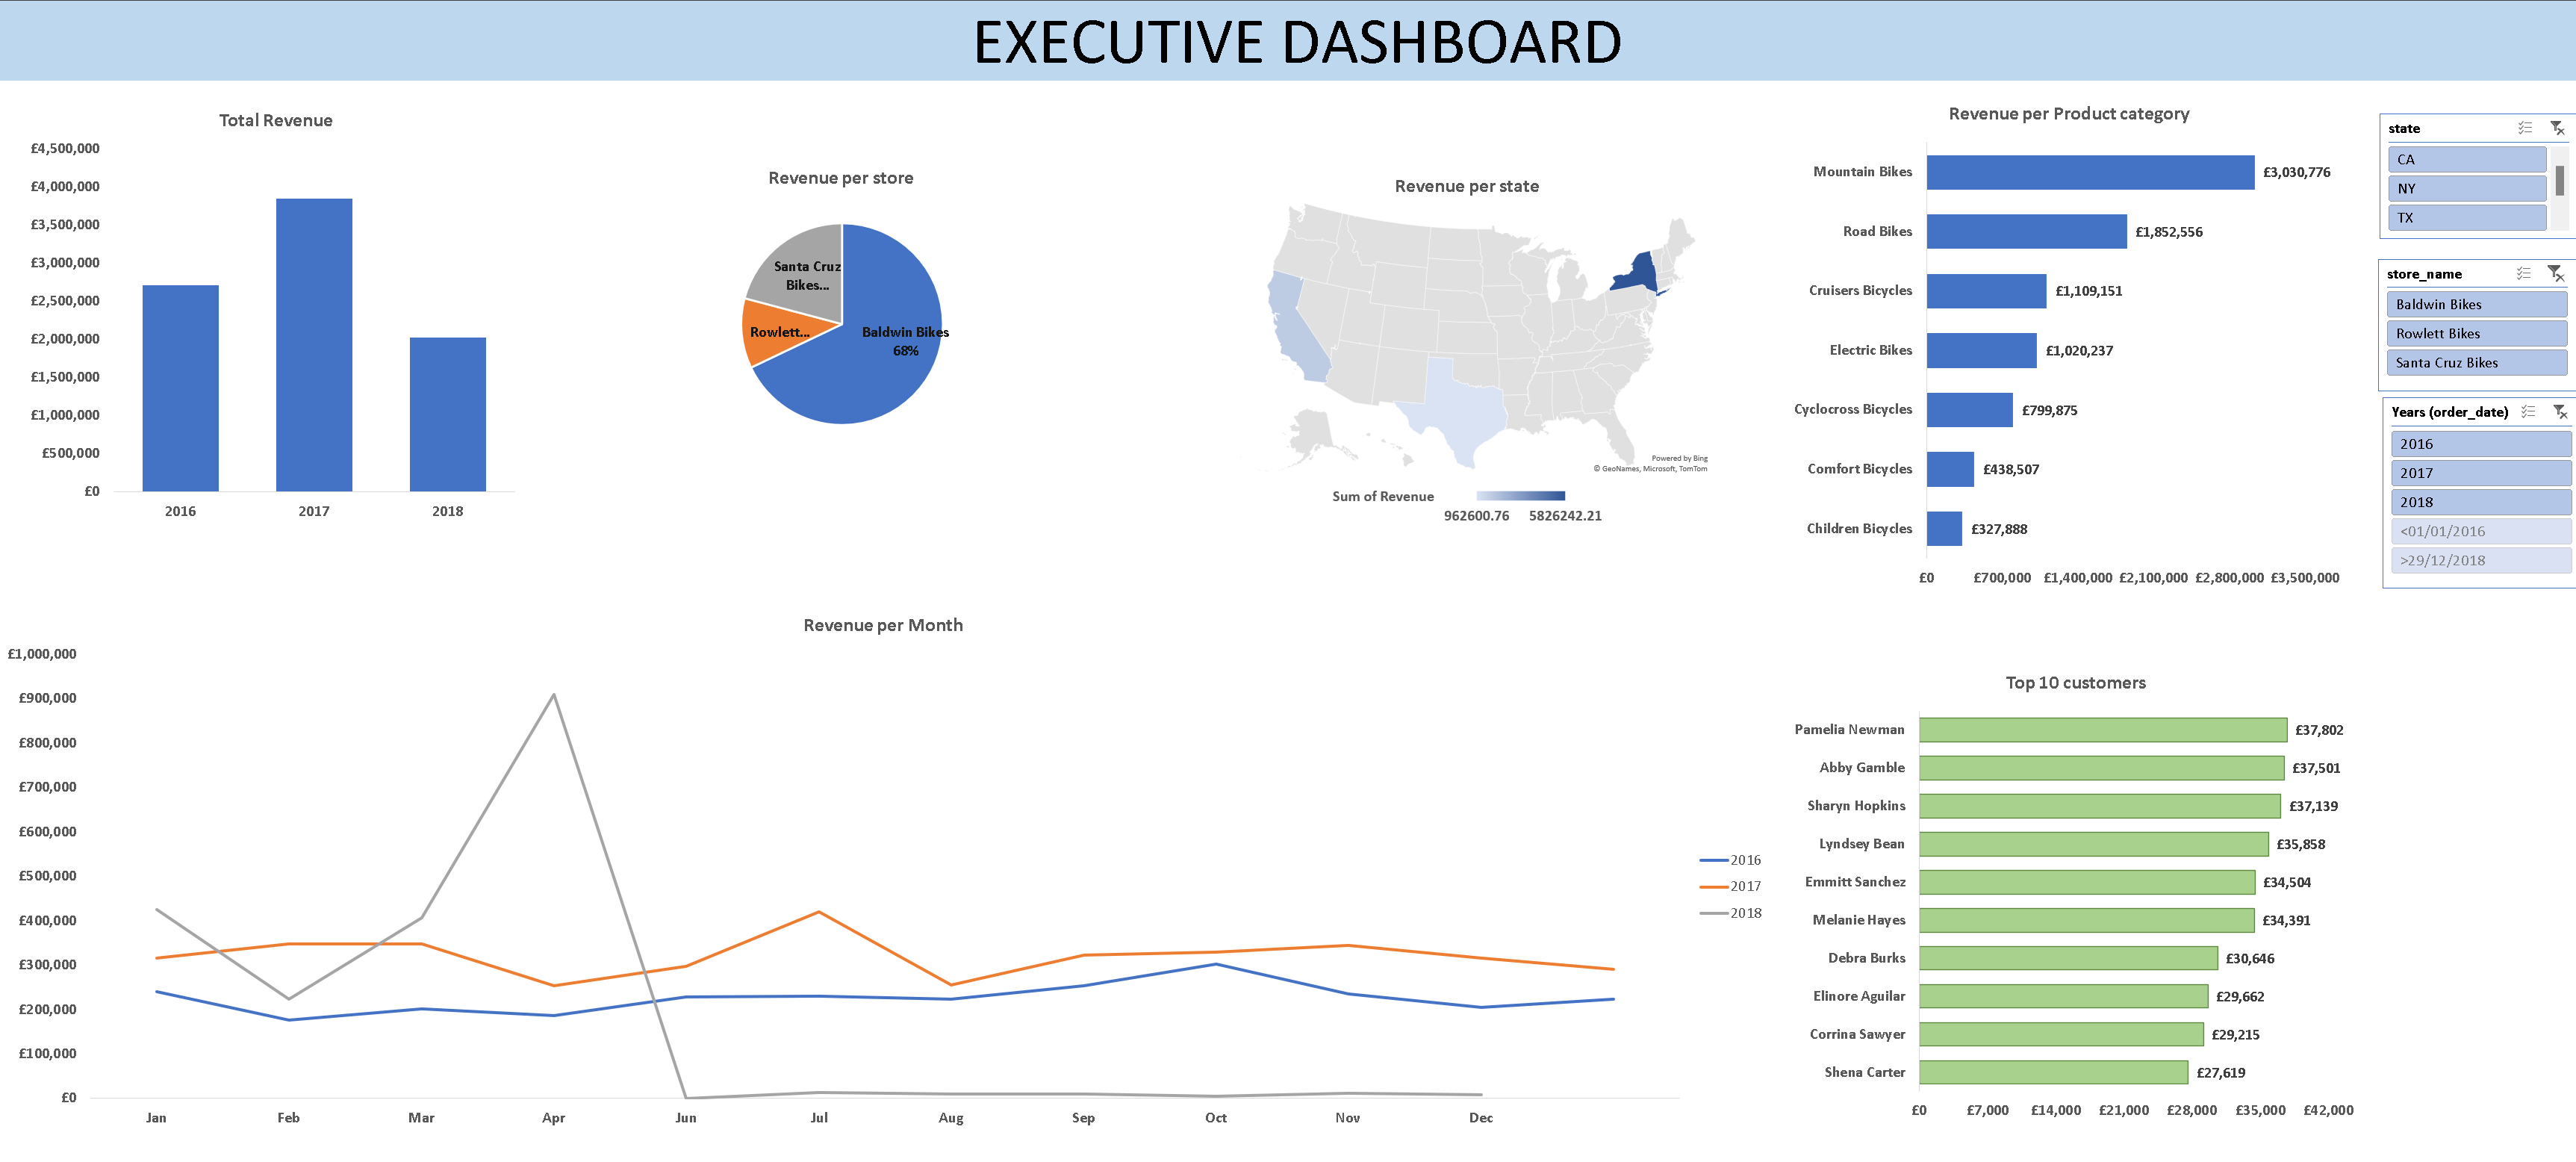 EXECUTIVE DASHBOARD
Total Revenue
£4,500,000
£4,000,000
£3,500,000
£3,000,000
£2,500,000
£2,000,000
£1,500,000
£1,000,000
£500,000
£0
2016 2017 2018
Revenue per store
Santa Cruz
Bikes...
Rowlett...
Baldwin Bikes
68%
Revenue per state
Powered by Bing
© GeoNames, Microsoft, TomTom
Sum of Revenue
962600.76 5826242.21
Revenue per Product category
Mountain Bikes £3,030,776
Road Bikes £1,852,556
Cruisers Bicycles £1,109,151
Electric Bikes £1,020,237
Cyclocross Bicycles £799,875
Comfort Bicycles £438,507
Children Bicycles £327,888
£0 £700,000 £1,400,000 £2,100,000 £2,800,000 £3,500,000
state
CA
NY
TX
store_name
Baldwin Bikes
Rowlett Bikes
Santa Cruz Bikes
Years (order_date)
2016
2017
2018
<01/01/2016
>29/12/2018
Revenue per Month
£1,000,000
£900,000
£800,000
£700,000
£600,000
£500,000
£400,000
£300,000
£200,000
£100,000
£0
Jan Feb Mar Apr Jun Jul Aug Sep Oct Nov Dec
2016
2017
2018
Top 10 customers
Pamelia Newman £37,802
Abby Gamble £37,501
Sharyn Hopkins £37,139
Lyndsey Bean £35,858
Emmitt Sanchez £34,504
Melanie Hayes £34,391
Debra Burks £30,646
Elinore Aguilar £29,662
Corrina Sawyer £29,215
Shena Carter £27,619
£0 £7,000 £14,000 £21,000 £28,000 £35,000 £42,000